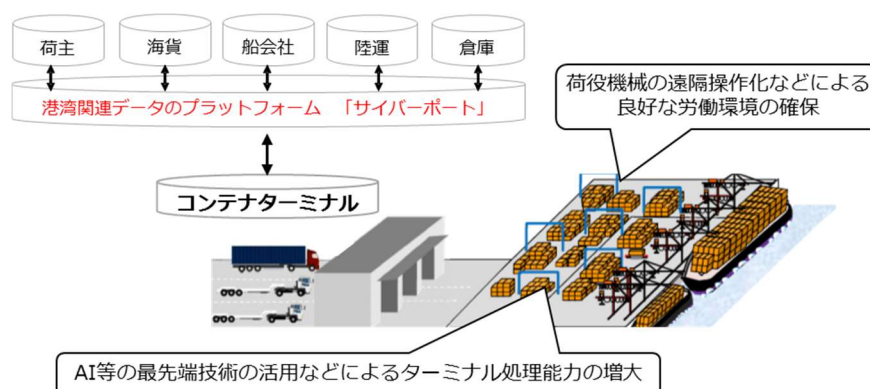 荷主
海貨
船会社
陸運
倉庫
港湾関連データのプラットフォーム 「サイバーポート」
荷役機械の遠隔操作化などによる
良好な労働環境の確保
コンテナターミナル
AI等の最先端技術の活用などによるターミナル処理能力の増大